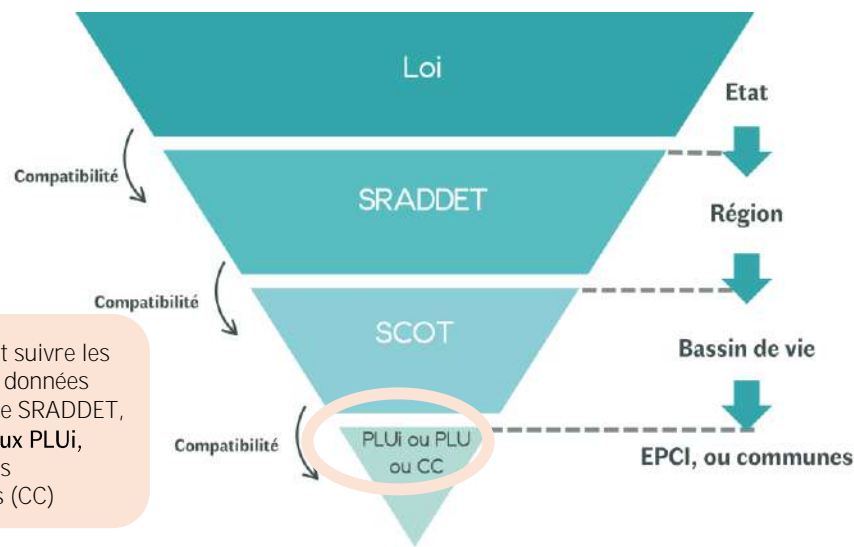 Loi
Etat
Compatibilité
SRADDET
Région
Compatibilité
SCOT
Bassin de vie
t suivre les
données
e SRADDET,
ux PLUi,
s
s (CC)
Compatibilité
PLUi ou PLU
ou CC
EPCI, ou communes